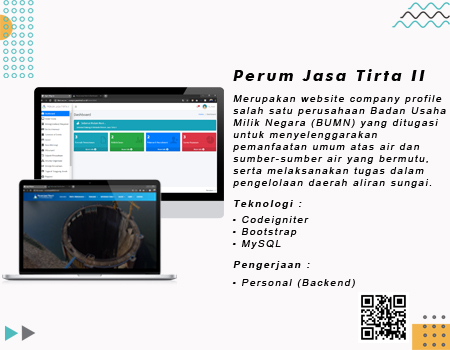 Perum Jasa Tirta II
Merupakan website company profile
salah satu perusahaan Badan Usaha
Milik Negara (BUMN) yang ditugasi
untuk menyelenggarakan
pemanfaatan umum atas air dan
sumber-sumber air yang bermutu,
serta melaksanakan tugas dalam
pengelolaan daerah aliran sungai.
Teknologi :
• Codeigniter
• Bootstrap
• MySQL
Pengerjaan :
• Personal (Backend)
Dashboard